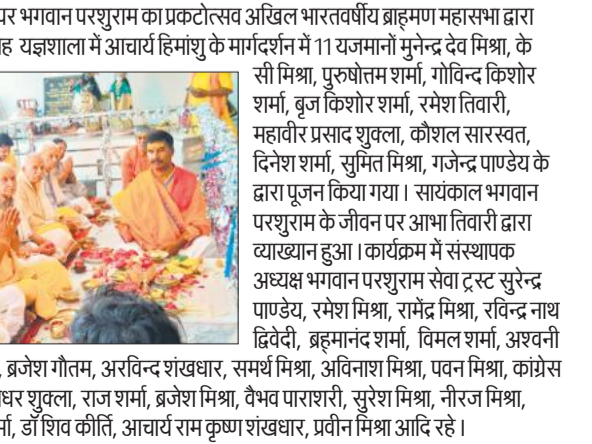 पर भगवान परशुराम का प्रकटोत्सव अखिल भारतवर्षीय ब्राह्मण महासभा द्वारा
यज्ञशाला में आचार्य हिमांशु के मार्गदर्शन में 11 यजमानों मुनेन्द्र देव मिश्रा, के
सी मिश्रा, पुरुषोत्तम शर्मा, गोविन्द किशोर
शर्मा, बृज किशोर शर्मा, रमेश तिवारी,
महावीर प्रसाद शुक्ला, कौशल सारस्वत,
दिनेश शर्मा, सुमित मिश्रा, गजेन्द्र पाण्डेय के
द्वारा पूजन किया गया। सायंकाल भगवान
परशुराम के जीवन पर आभा तिवारी द्वारा
व्याख्यान हुआ ।कार्यक्रम में संस्थापक
अध्यक्ष भगवान परशुराम सेवा ट्रस्ट सुरेन्द्र
पाण्डेय, रमेश मिश्रा, रामेंद्र मिश्रा, रविन्द्र नाथ
द्विवेदी, ब्रह्मानंद शर्मा, विमल शर्मा, अश्वनी
, ब्रजेश गौतम, अरविन्द शंखधार, समर्थ मिश्रा, अविनाश मिश्रा, पवन मिश्रा, कांग्रेस
शुक्ला, राज शर्मा, ब्रजेश मिश्रा, वैभव पाराशरी, सुरेश मिश्रा, नीरज मिश्रा,
डॉ शिव कीर्ति, आचार्य राम कृष्ण शंखधार, प्रवीन मिश्रा आदि रहे ।